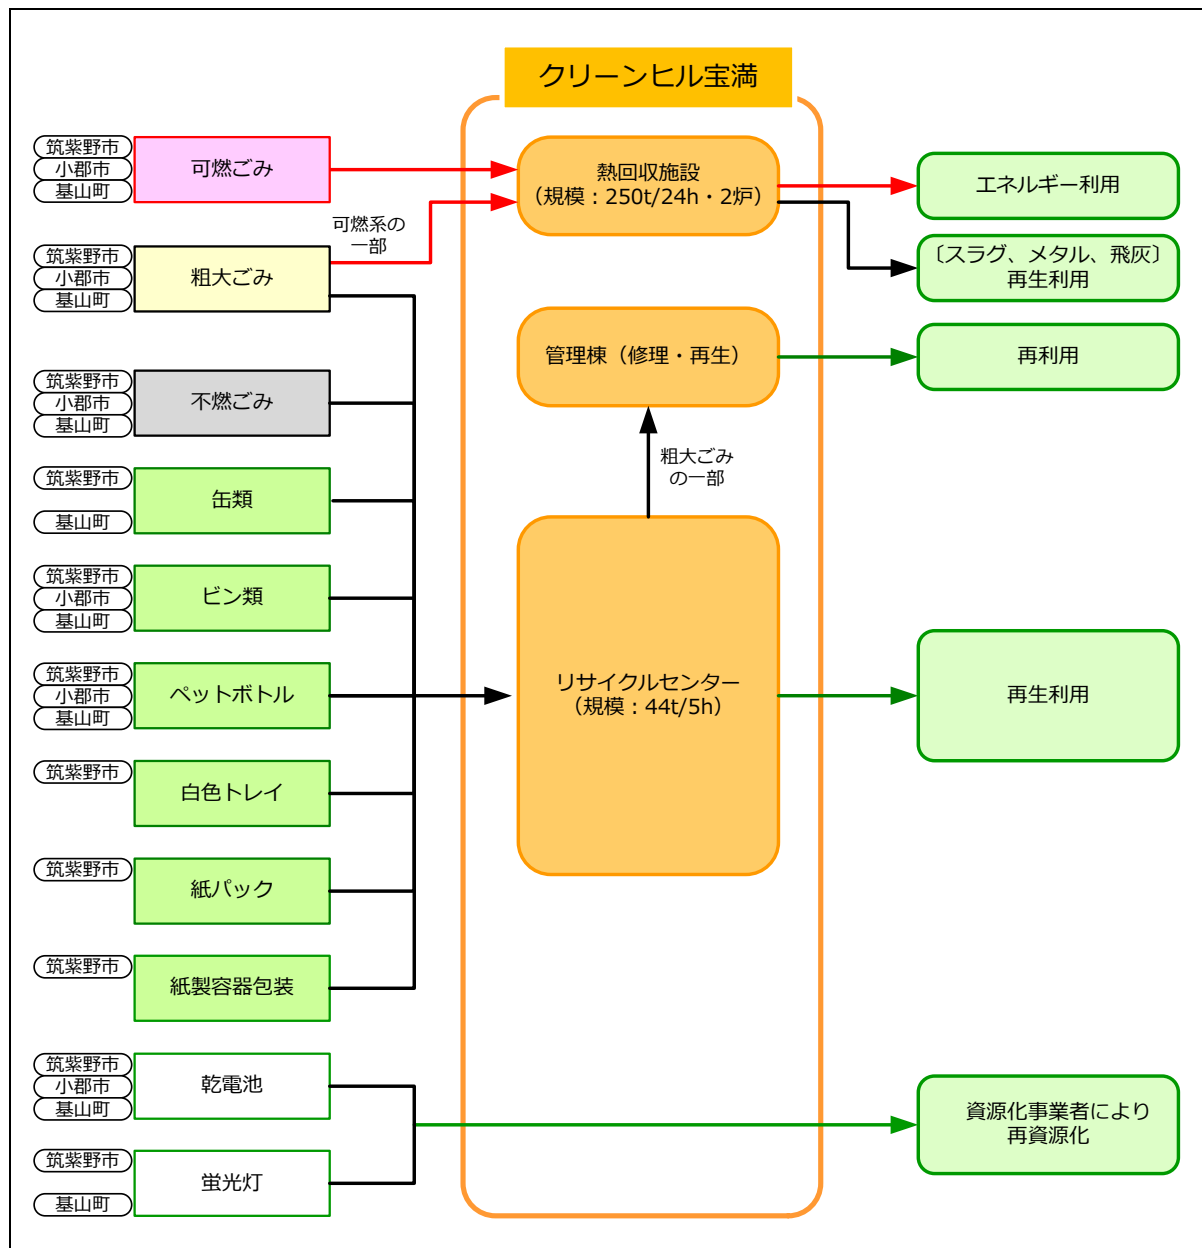 クリーンヒル宝満
筑紫野市
小郡市
基山町
可燃ごみ
熱回収施設
（規模：250t/24h・2炉）
エネルギー利用
可燃系の
一部
〔スラグ、メタル、飛灰〕
再生利用
筑紫野市
小郡市
基山町
粗大ごみ
管理棟（修理・再生）
再利用
筑紫野市
小郡市
基山町
不燃ごみ
粗大ごみ
の一部
筑紫野市
基山町
缶類
筑紫野市
小郡市
基山町
ビン類
筑紫野市
小郡市
基山町
ペットボトル
リサイクルセンター
（規模：44t/5h）
再生利用
筑紫野市
白色トレイ
筑紫野市
紙パック
筑紫野市
紙製容器包装
筑紫野市
小郡市
基山町
乾電池
資源化事業者により
再資源化
筑紫野市
基山町
蛍光灯